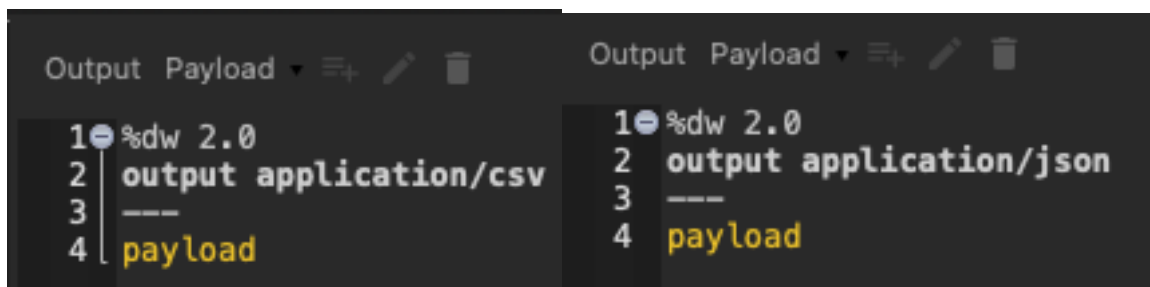 Output Payload
1 %dw 2.0
2 output application/csv
3 ---
4 payload
Output Payload
1 %dw 2.0
2 output application/json
3 ---
4 payload